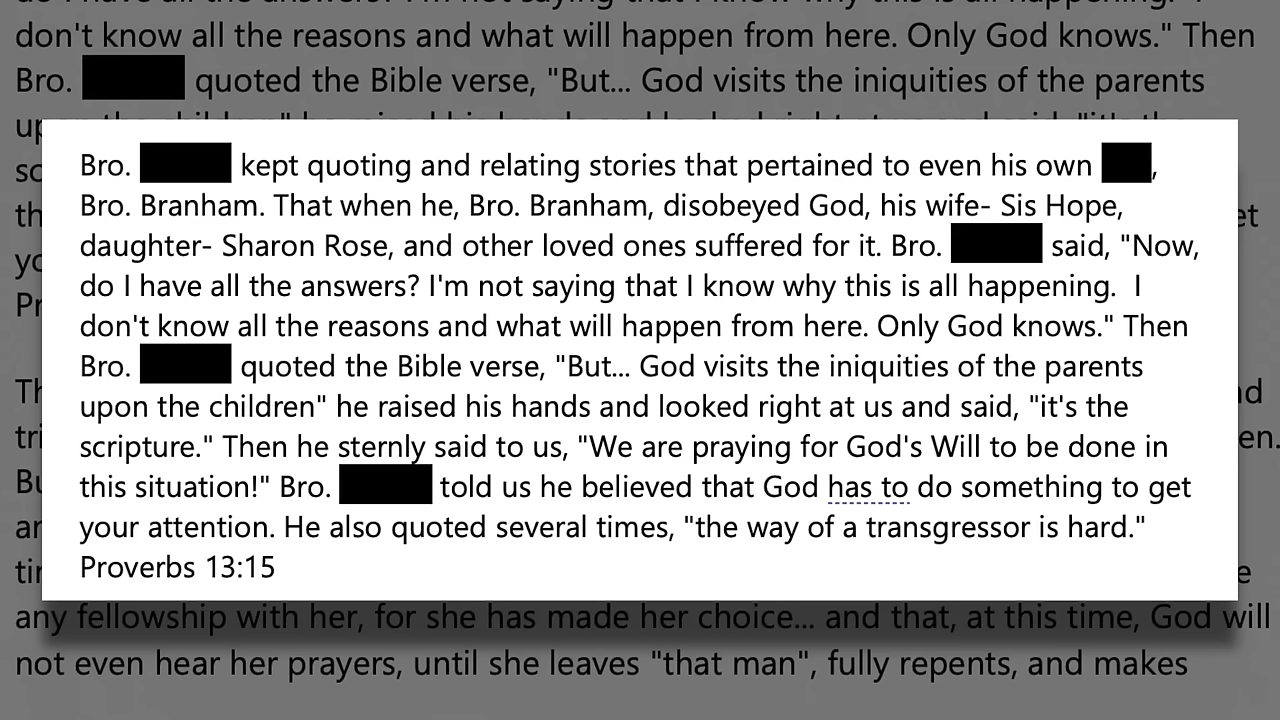 do I have all the answers? I'm not saying that I know why this is all happening. I
don't know all the reasons and what will happen from here. Only God knows." Then
Bro. quoted the Bible verse, "But... God visits the iniquities of the parents
Bro. kept quoting and relating stories that pertained to even his own ,
Bro. Branham. That when he, Bro. Branham, disobeyed God, his wife- Sis Hope,
daughter- Sharon Rose, and other loved ones suffered for it. Bro. said, "Now,
do I have all the answers? I'm not saying that I know why this is all happening. I
don't know all the reasons and what will happen from here. Only God knows." Then
Bro. quoted the Bible verse, "But... God visits the iniquities of the parents
upon the children" he raised his hands and looked right at us and said, "it's the
scripture." Then he sternly said to us, "We are praying for God's Will to be done in
this situation!" Bro. told us he believed that God has to do something to get
your attention. He also quoted several times, "the way of a transgressor is hard."
Proverbs 13:15
any fellowship with her, for she has made her choice... and that, at this time, God will
not even hear her prayers, until she leaves "that man", fully repents, and makes